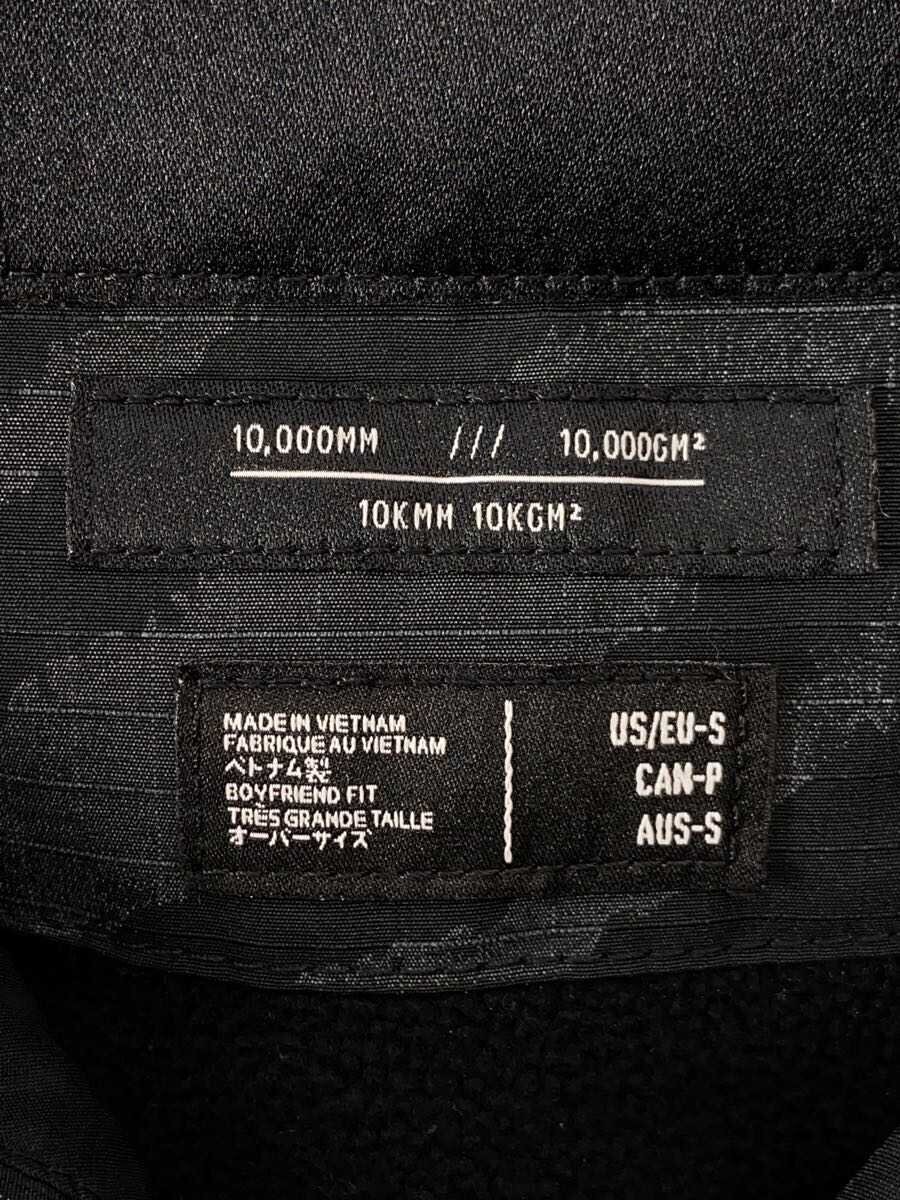 10,000MM /// 10,000GM²
10KMM 10KGM²
MADE IN VIETNAM
FABRIQUE AU VIETNAM
ベトナム製
BOYFRIEND FIT
TRÈS GRANDE TAILLE
オーバーサイズ
US/EU-S
CAN-P
AUS-S